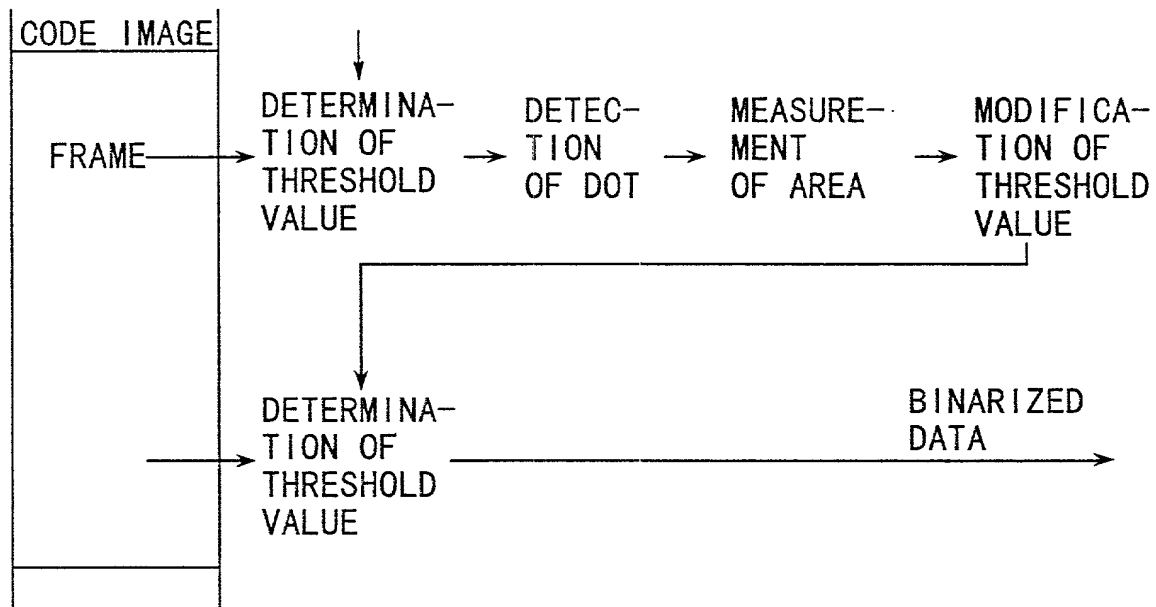 CODE IMAGE
FRAME
DETERMINA-
TION OF
THRESHOLD
VALUE
DETEC-
TION
OF DOT
MEASURE-
MENT
OF AREA
MODIFICA-
TION OF
THRESHOLD
VALUE
DETERMINA-
TION OF
THRESHOLD
VALUE
BINARIZED
DATA